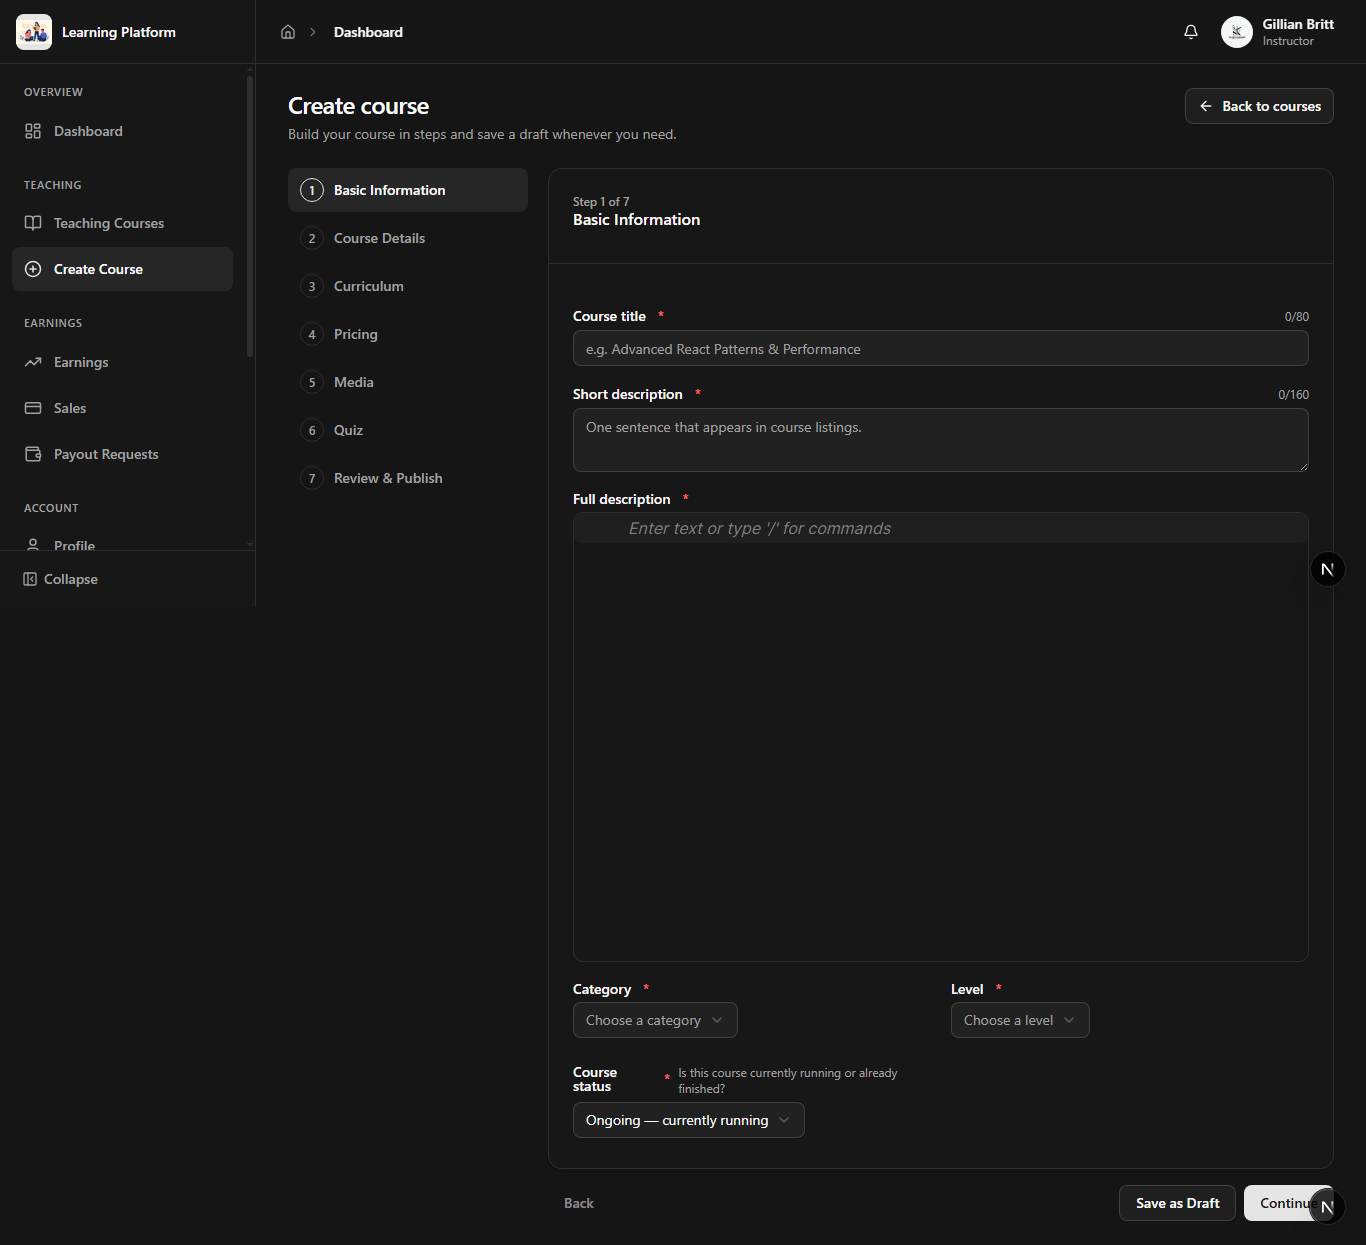 Learning Platform
Dashboard
Gillian Britt
Instructor
OVERVIEW
Dashboard
TEACHING
Teaching Courses
Create Course
EARNINGS
Earnings
Sales
Payout Requests
ACCOUNT
Profile
Collapse
Create course
Build your course in steps and save a draft whenever you need.
Back to courses
1 Basic Information
2 Course Details
3 Curriculum
4 Pricing
5 Media
6 Quiz
7 Review & Publish
Step 1 of 7
Basic Information
Course title * 0/80
e.g. Advanced React Patterns & Performance
Short description * 0/160
One sentence that appears in course listings.
Full description *
Enter text or type '/' for commands
N
Category * Level *
Choose a category Choose a level
Course status * Is this course currently running or already
finished?
Ongoing — currently running
Back Save as Draft Continue
N